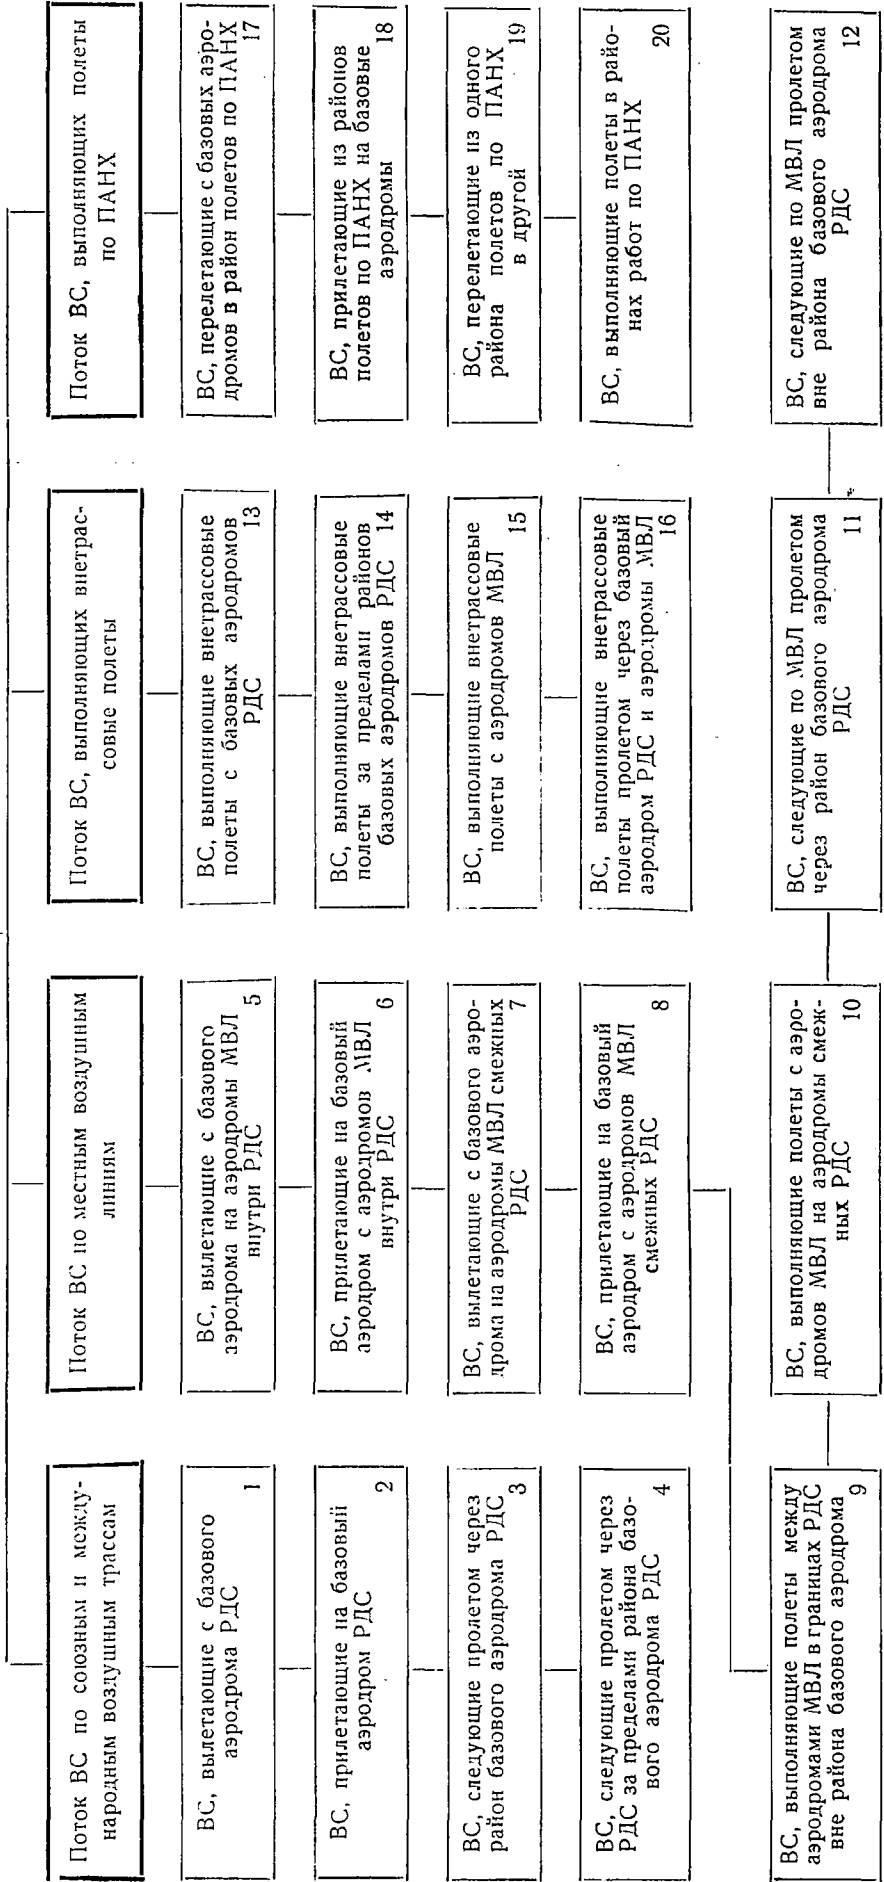 Поток ВС по союзным и между-
народным воздушным трассам
ВС, вылетающие с базового
аэродрома РДС
1
ВС, прилетающие на базовый
аэродром РДС
2
ВС, следующие пролетом через
район базового аэродрома РДС
3
ВС, следующие пролетом через
РДС за пределами района базо-
вого аэродрома РДС
4
Поток ВС по местным воздушным
линиям
ВС, вылетающие с базового
аэродрома на аэродромы МВЛ
внутри РДС
5
ВС, прилетающие на базовый
аэродром с аэродромов МВЛ
внутри РДС
6
ВС, вылетающие с базового аэро-
дрома на аэродромы МВЛ смежных
РДС
7
ВС, прилетающие на базовый
аэродром с аэродромов МВЛ
смежных РДС
8
ВС, выполняющие полеты между
аэродромами МВЛ в границах РДС
вне района базового аэродрома
9
ВС, выполняющие полеты с аэро-
дромов МВЛ на аэродромы смеж-
ных РДС
10
ВС, следующие по МВЛ пролетом
через район базового аэродрома
РДС
11
ВС, следующие по МВЛ пролетом
вне района базового аэродрома
РДС
12
Поток ВС, выполняющих внетрас-
совые полеты
ВС, выполняющие внетрассовые
полеты с базовых аэродромов
РДС
13
ВС, выполняющие внетрассовые
полеты за пределами районов
базовых аэродромов РДС
14
ВС, выполняющие внетрассовые
полеты с аэродромов МВЛ
15
ВС, выполняющие внетрассовые
полеты пролетом через базовый
аэродром РДС и аэродромы МВЛ
16
Поток ВС, выполняющих полеты
по ПАНХ
ВС, перелетающие с базовых аэро-
дромов в район полетов по ПАНХ
17
ВС, прилетающие из районов
полетов по ПАНХ на базовые
аэродромы
18
ВС, перелетающие из одного
района полетов по ПАНХ
в другой
19
ВС, выполняющие полеты в райо-
нах работ по ПАНХ
20